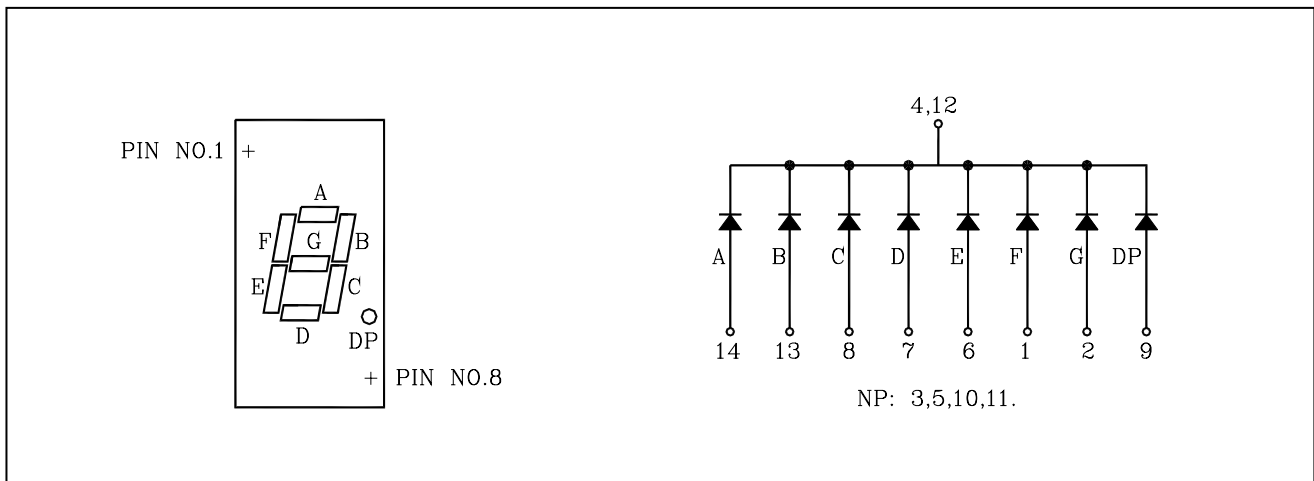 PIN NO.1 +
A
F G B
E C
D DP
+ PIN NO.8
4,12
A B C D E F G DP
14 13 8 7 6 1 2 9
NP: 3,5,10,11.